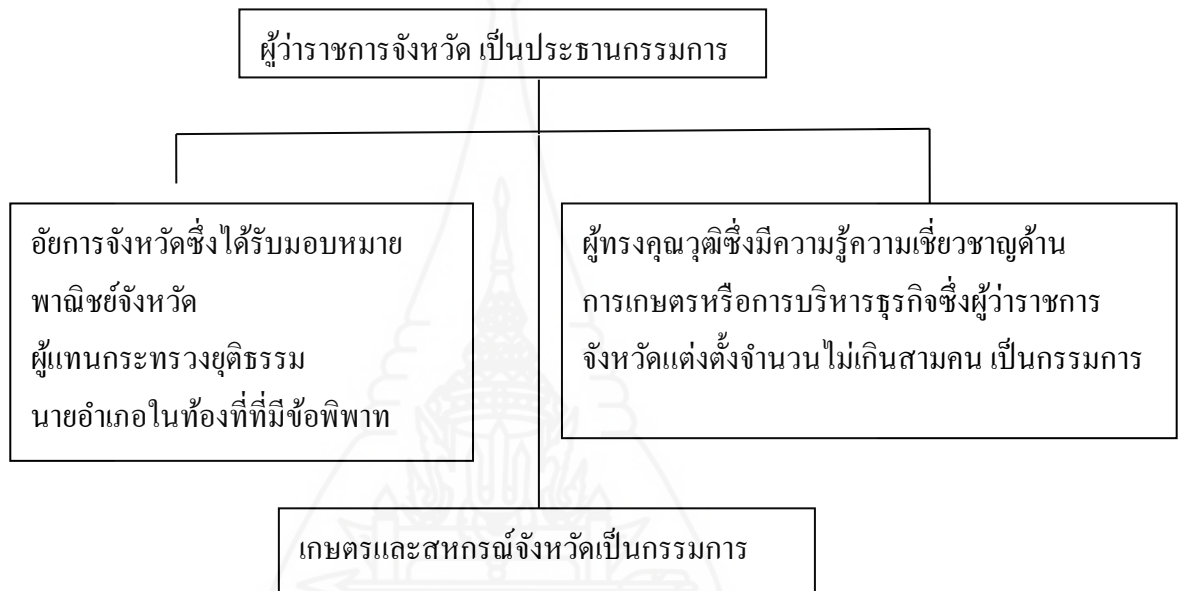 ผู้ว่าราชการจังหวัด เป็นประธานกรรมการ
อัยการจังหวัดซึ่งได้รับมอบหมาย
พาณิชย์จังหวัด
ผู้แทนกระทรวงยุติธรรม
นายอำเภอในท้องที่ที่มีข้อพิพาท
ผู้ทรงคุณวุฒิซึ่งมีความรู้ความเชี่ยวชาญด้าน
การเกษตรหรือการบริหารธุรกิจซึ่งผู้ว่าราชการ
จังหวัดแต่งตั้งจำนวนไม่เกินสามคน เป็นกรรมการ
เกษตรและสหกรณ์จังหวัดเป็นกรรมการ